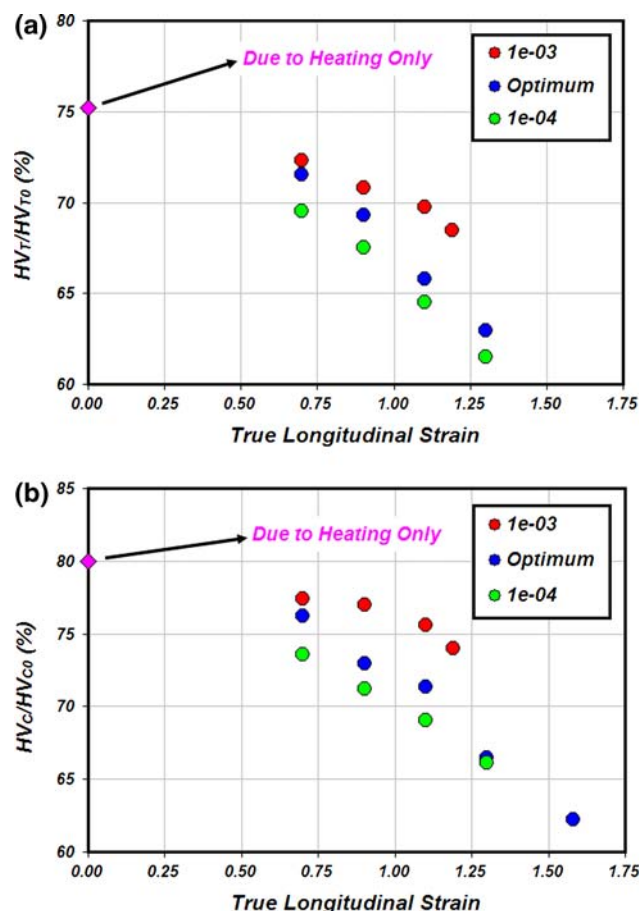 (a)
80
75
70
65
60
HVT/HVT0 (%)
Due to Heating Only
1e-03
Optimum
1e-04
0.00 0.25 0.50 0.75 1.00 1.25 1.50 1.75
True Longitudinal Strain
(b)
85
80
75
70
65
60
HVC/HVC0 (%)
Due to Heating Only
1e-03
Optimum
1e-04
0.00 0.25 0.50 0.75 1.00 1.25 1.50 1.75
True Longitudinal Strain